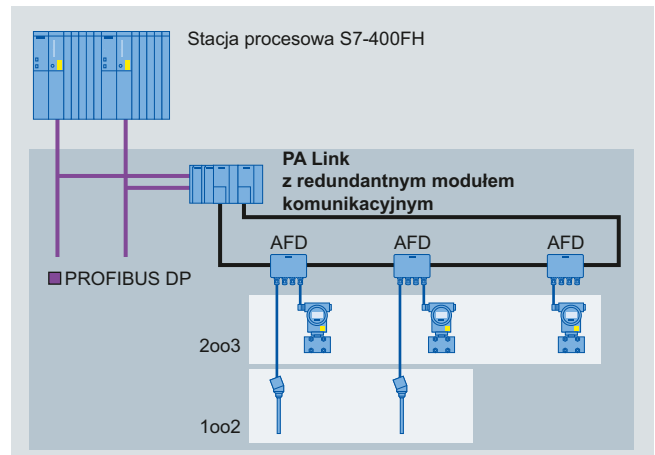 Stacja procesowa S7-400FH
PA Link
z redundantnym modułem
komunikacyjnym
AFD AFD AFD
PROFIBUS DP
2oo3
1oo2